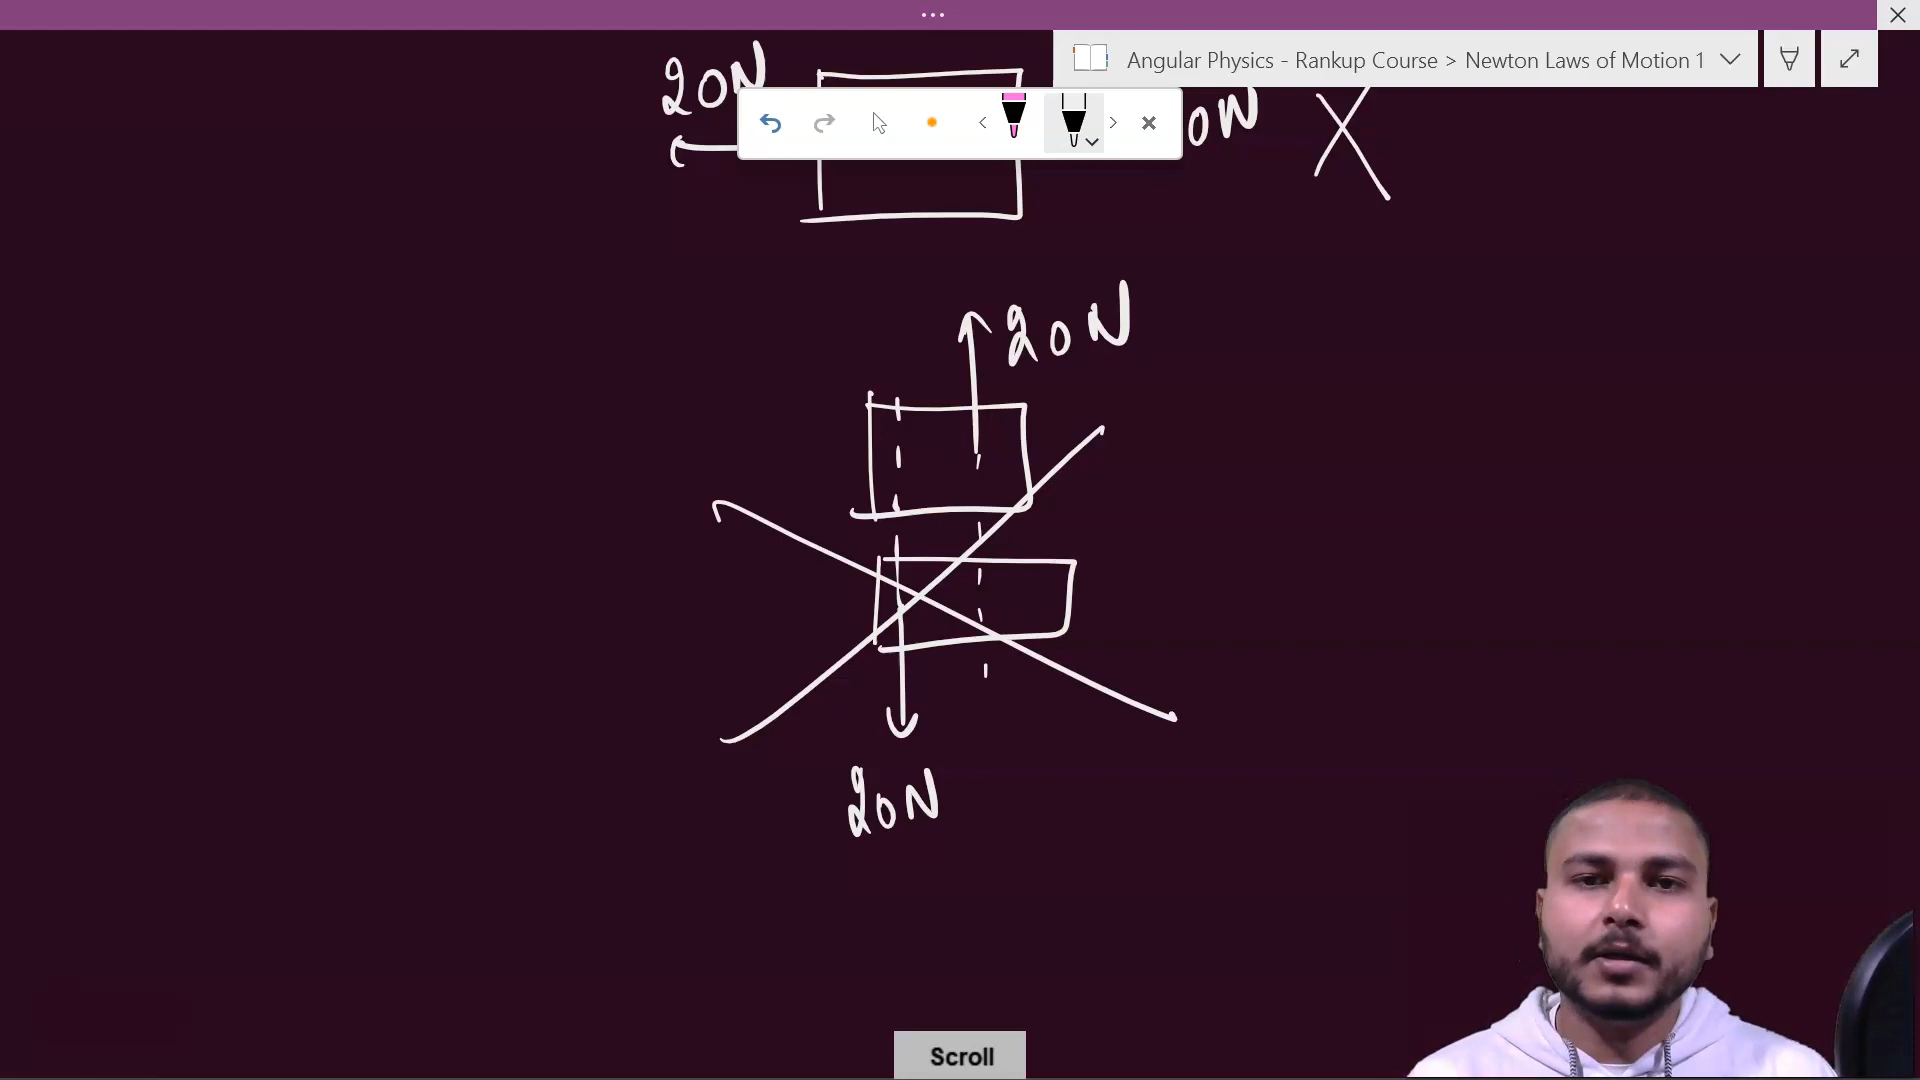 Angular Physics - Rankup Course > Newton Laws of Motion 1
20N
0N X
20N
20N
Scroll